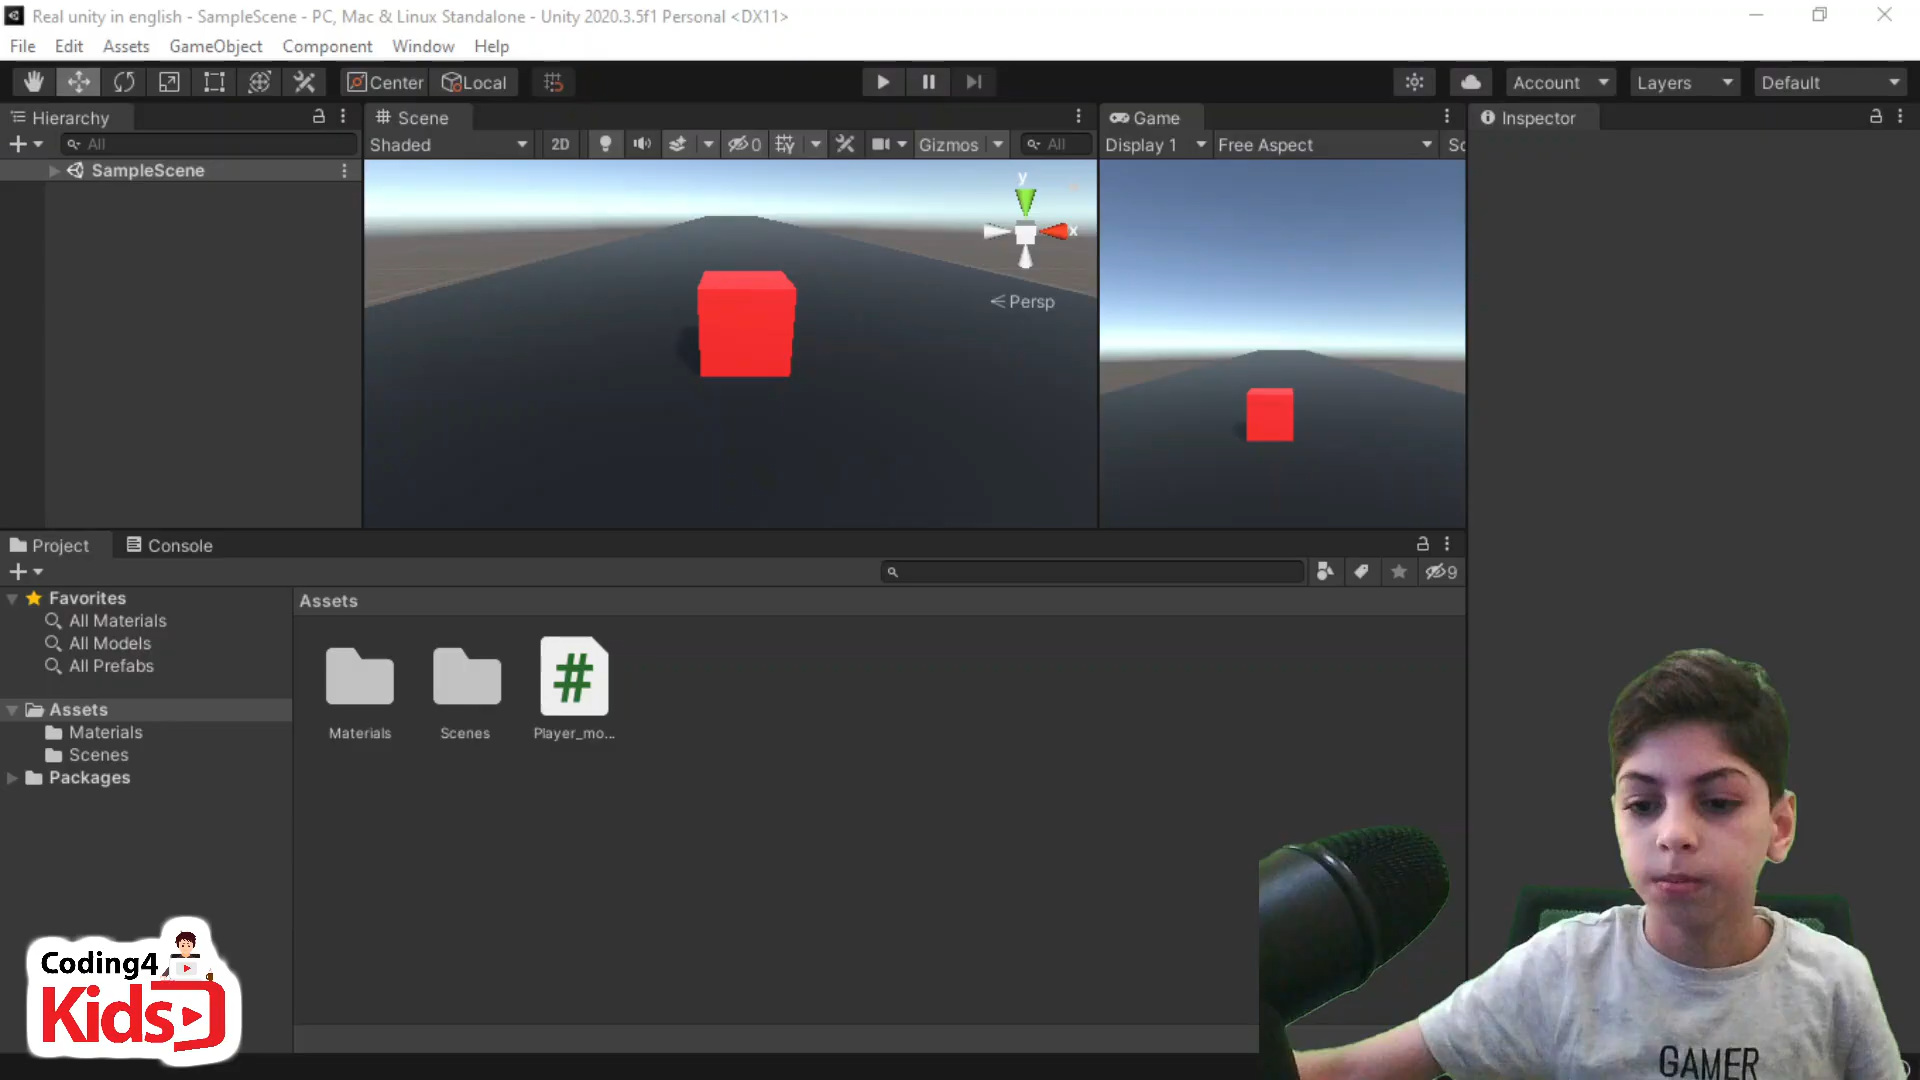 Real unity in english - SampleScene - PC, Mac & Linux Standalone - Unity 2020.3.5f1 Personal <DX11>
File Edit Assets GameObject Component Window Help
Center Local Account Layers Default
Hierarchy
Scene
Game
Inspector
All
Shaded 2D 0 Gizmos All
Display 1 Free Aspect Sc
SampleScene
y
x
Persp
Project Console
9
Favorites
All Materials
All Models
All Prefabs
Assets
Materials
Scenes
Packages
Assets
Materials Scenes Player_mo...
#
Coding4
Kids
GAMER